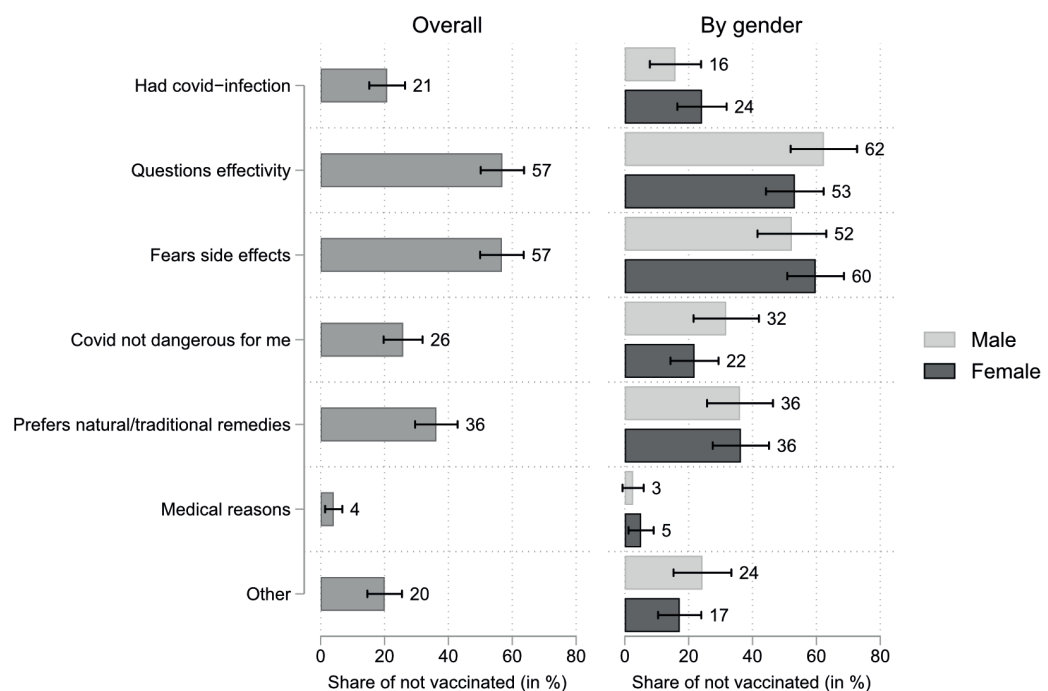 Overall
By gender
Had covid−infection
21
16
24
Questions effectivity
57
62
53
Fears side effects
57
52
60
Covid not dangerous for me
26
32
22
Prefers natural/traditional remedies
36
36
36
Medical reasons
4
3
5
Other
20
24
17
0 20 40 60 80
Share of not vaccinated (in %)
0 20 40 60 80
Share of not vaccinated (in %)
Male
Female